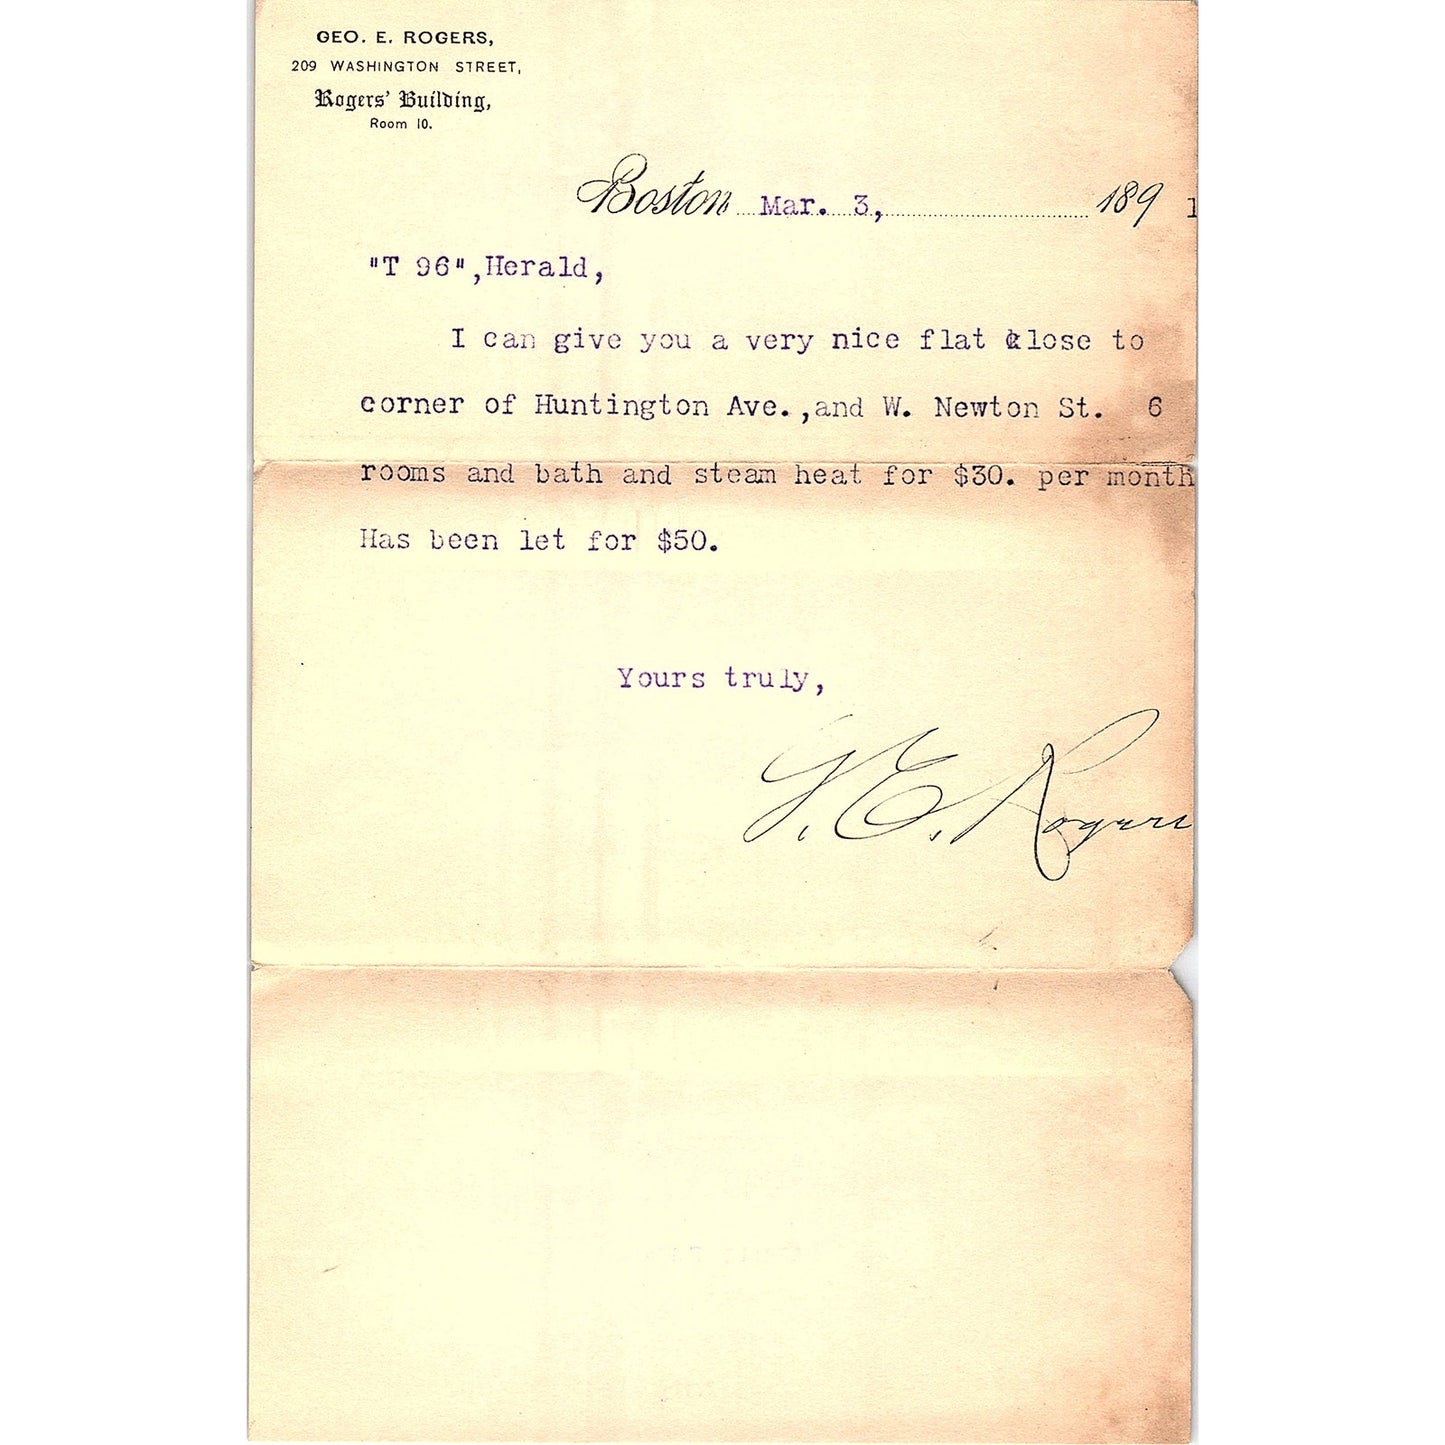 GEO. E. ROGERS,
209 WASHINGTON STREET,
Rogers' Building,
Room 10.
Boston Mar. 3, 189 1
"T 96",Herald,
I can give you a very nice flat close to
corner of Huntington Ave.,and W. Newton St. 6
rooms and bath and steam heat for $30. per month
Has been let for $50.
Yours truly,
G. E. Rogers